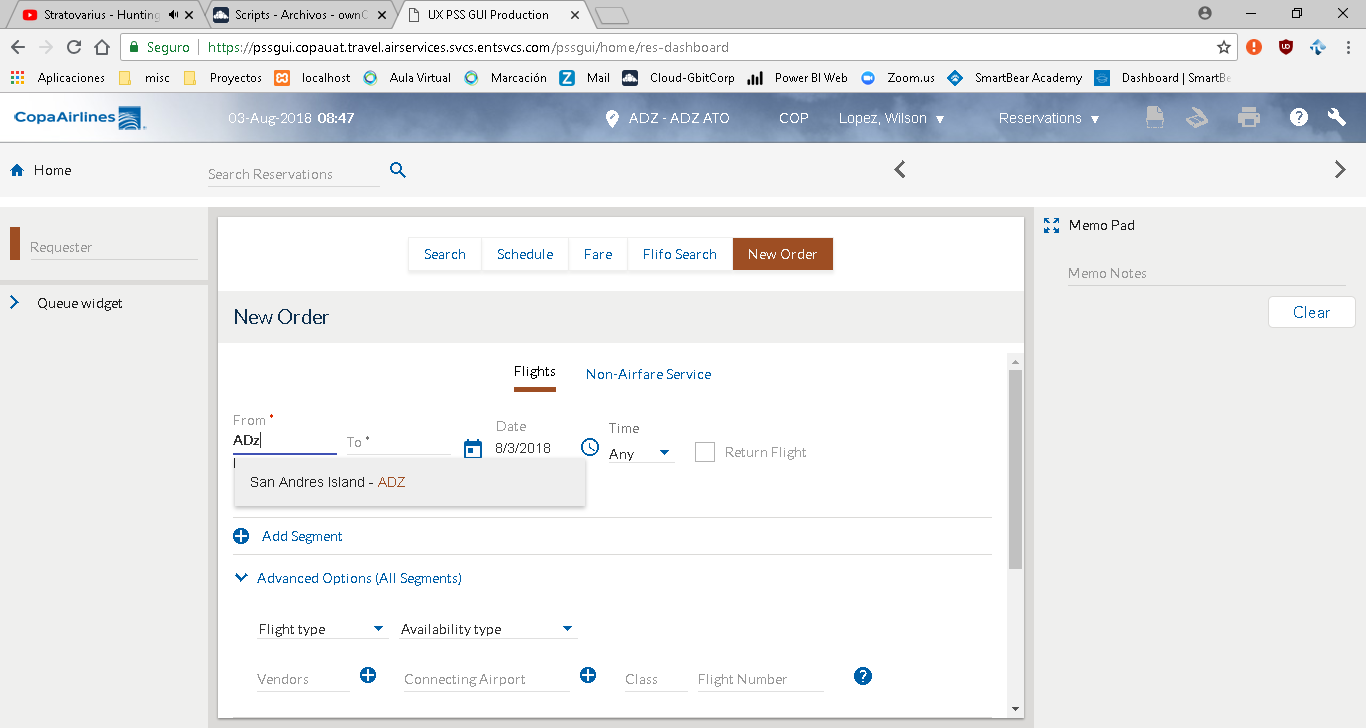 Stratovarius - Hunting
Scripts - Archivos - ownC
UX PSS GUI Production
Seguro
https://pssgui.copauat.travel.airservices.svcs.entsvcs.com/pssgui/home/res-dashboard
Aplicaciones
misc
Proyectos
localhost
Aula Virtual
Marcación
Mail
Cloud-GbitCorp
Power BI Web
Zoom.us
SmartBear Academy
Dashboard | SmartBe
CopaAirlines
03-Aug-2018 08:47
ADZ - ADZ ATO
COP
Lopez, Wilson
Reservations
Home
Search Reservations
Requester
Queue widget
Search
Schedule
Fare
Flifo Search
New Order
New Order
Flights
Non-Airfare Service
From *
ADz
To *
Date
8/3/2018
Time
Any
Return Flight
San Andres Island - ADZ
Add Segment
Advanced Options (All Segments)
Flight type
Availability type
Vendors
Connecting Airport
Class
Flight Number
Memo Pad
Memo Notes
Clear